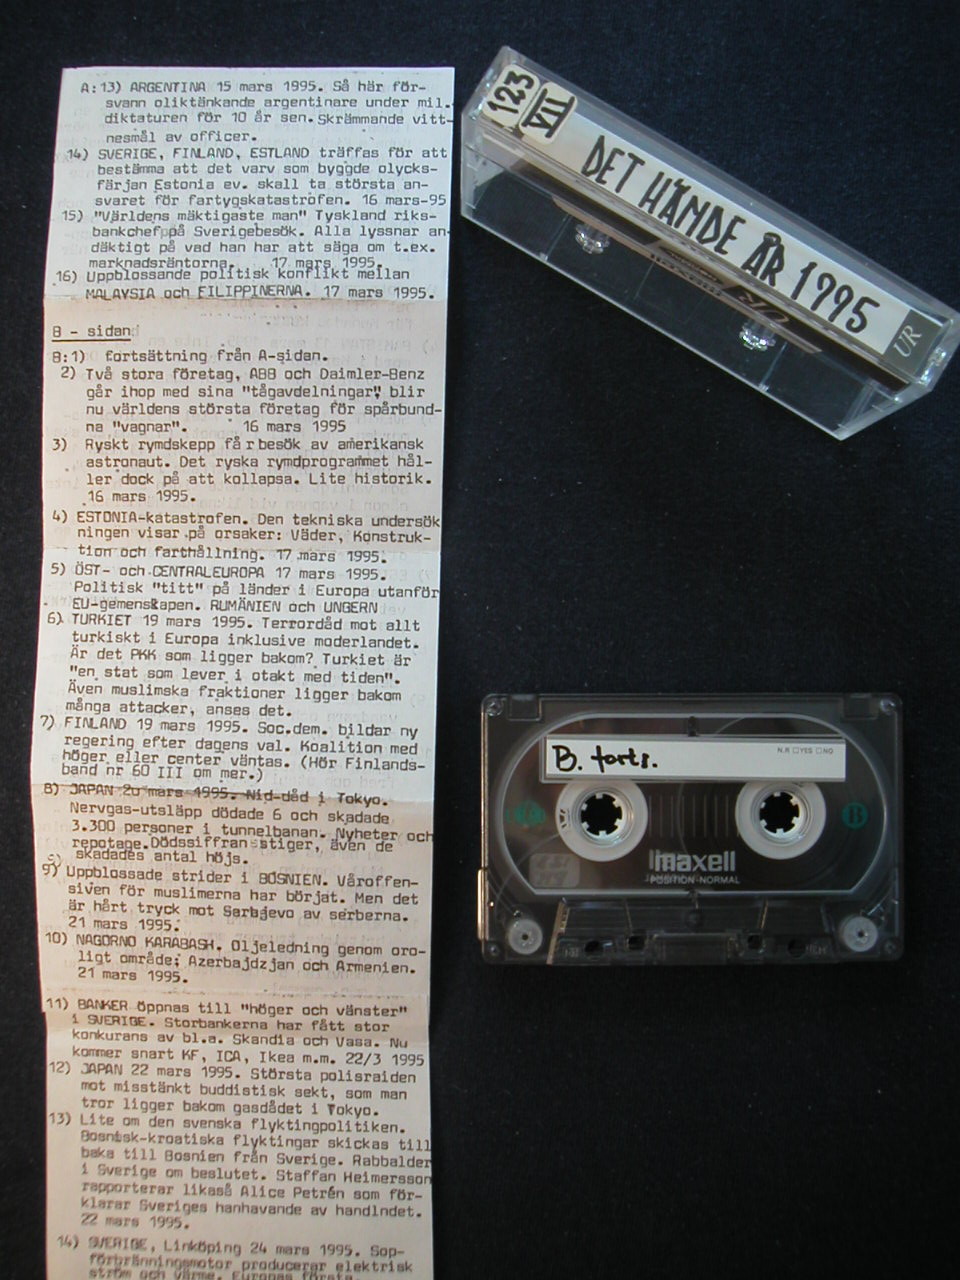 A:13) ARGENTINA 15 mars 1995. Så här för-
svann oliktänkande argentinare under mil.
diktaturen för 10 år sen. Skrämmande vitt-
nesmål av officer.
14) SVERIGE, FINLAND, ESTLAND träffas för att
bestämma att det varv som byggde olycks-
färjan Estonia ev. skall ta största an-
svaret för fartygskatastrofen. 16 mars-95
15) "Världens mäktigaste man" Tyskland riks-
bankchef på Sverigebesök. Alla lyssnar an-
däktigt på vad han har att säga om t.ex.
marknadsräntorna. 17 mars 1995.
16) Uppblossande politisk konflikt mellan
MALAYSIA och FILIPPINERNA. 17 mars 1995.
B - sidan
B:1) fortsättning från A-sidan.
2) Två stora företag, ABB och Daimler-Benz
går ihop med sina "tågavdelningar" blir
nu världens största företag för spårbund-
na "vagnar". 16 mars 1995
3) Ryskt rymdskepp får besök av amerikansk
astronaut. Det ryska rymdprogrammet hål-
ler dock på att kollapsa. Lite historik.
16 mars 1995.
4) ESTONIA-katastrofen. Den tekniska undersök
ningen visar på orsaker: Väder, Konstruk-
tion och farthållning. 17 mars 1995.
5) ÖST- och CENTRALEUROPA 17 mars 1995.
Politisk "titt" på länder i Europa utanför
EU-gemenskapen. RUMÄNIEN och UNGERN
6) TURKIET 19 mars 1995. Terrordåd mot allt
turkiskt i Europa inklusive moderlandet.
Är det PKK som ligger bakom? Turkiet är
"en stat som lever i otakt med tiden".
Även muslimska fraktioner ligger bakom
många attacker, anses det.
7) FINLAND 19 mars 1995. Soc.dem. bildar ny
regering efter dagens val. Koalition med
höger eller center väntas. (Hör Finlands-
band nr 60 III om mer.)
8) JAPAN 20 mars 1995. Nid-dåd i Tokyo.
Nervgas-utsläpp dödade 6 och skadade
3.300 personer i tunnelbanan. Nyheter och
repotage. Dödssiffran stiger, även de
skadades antal höjs.
9) Uppblossade strider i BOSNIEN. Våroffen-
siven för muslimerna har börjat. Men det
är hårt tryck mot Sarbjevo av serberna.
21 mars 1995.
10) NAGORNO KARABASH. Oljeledning genom oro-
ligt område; Azerbajdzjan och Armenien.
21 mars 1995.
11) BANKER öppnas till "höger och vänster"
i SVERIGE. Storbankerna har fått stor
konkurans av bl.a. Skandia och Vasa. Nu
kommer snart KF, ICA, Ikea m.m. 22/3 1995
12) JAPAN 22 mars 1995. Största polisraiden
mot misstänkt buddistisk sekt, som man
tror ligger bakom gasdådet i Tokyo.
13) Lite om den svenska flyktingpolitiken.
Bosnisk-kroatiska flyktingar skickas till
baka till Bosnien från Sverige. Rabbalder
i Sverige om beslutet. Staffan Heimersson
rapporterar likaså Alice Petrén som för-
klarar Sveriges hanhavande av handlndet.
22 mars 1995.
14) SVERIGE, Linköping 24 mars 1995. Sop-
förbränningsmotor producerar elektrisk
ström och värme. Europas första.
123
VII
DET HÄNDE ÅR 1995
UR
B. forts.
N.R □YES □NO
B
maxell
POSITION-NORMAL